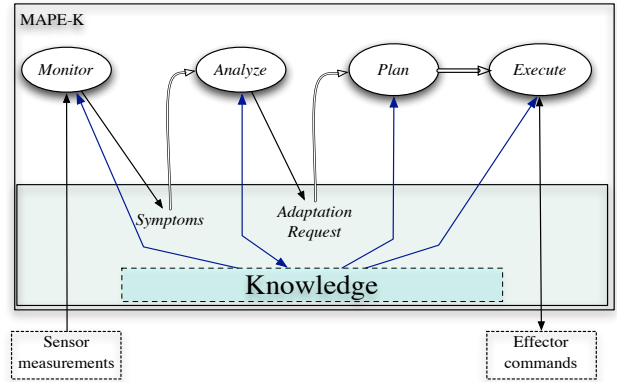 MAPE-K
Monitor
Analyze
Plan
Execute
Symptoms
Adaptation
Request
Knowledge
Sensor
measurements
Effector
commands